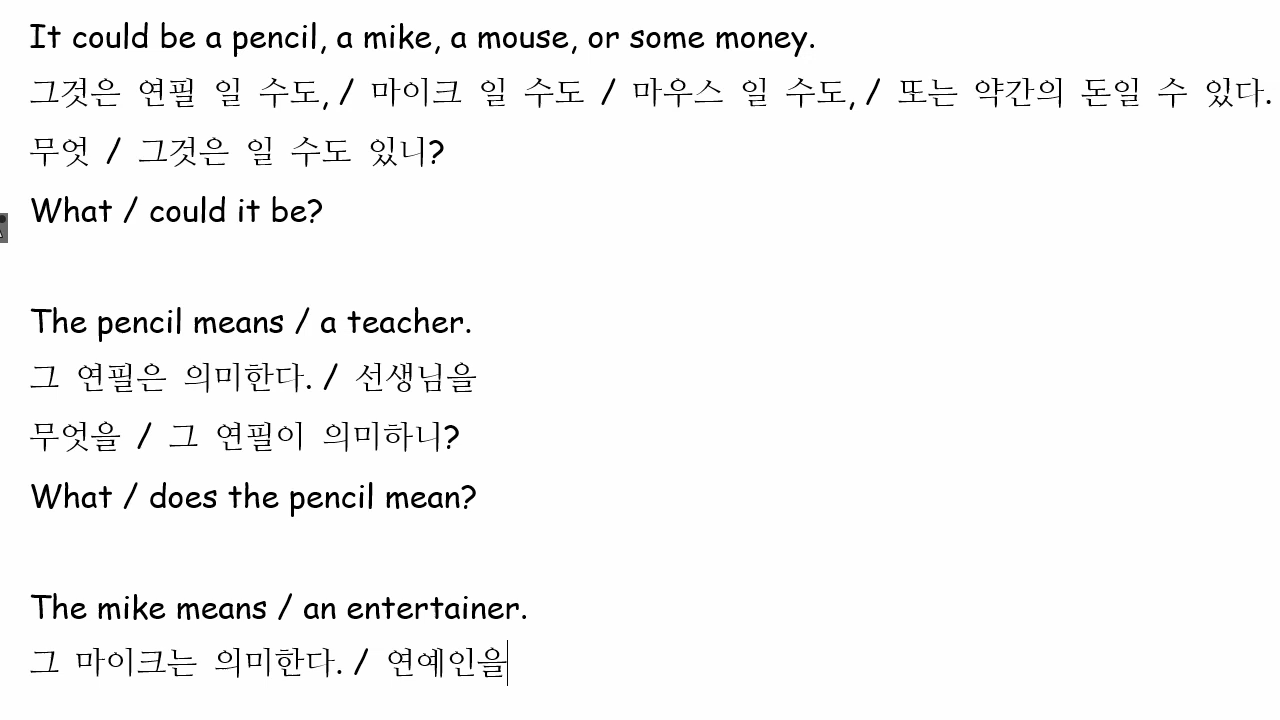 It could be a pencil, a mike, a mouse, or some money.
그것은 연필 일 수도, / 마이크 일 수도 / 마우스 일 수도, / 또는 약간의 돈일 수 있다.
무엇 / 그것은 일 수도 있니?
What / could it be?
The pencil means / a teacher.
그 연필은 의미한다. / 선생님을
무엇을 / 그 연필이 의미하니?
What / does the pencil mean?
The mike means / an entertainer.
그 마이크는 의미한다. / 연예인을